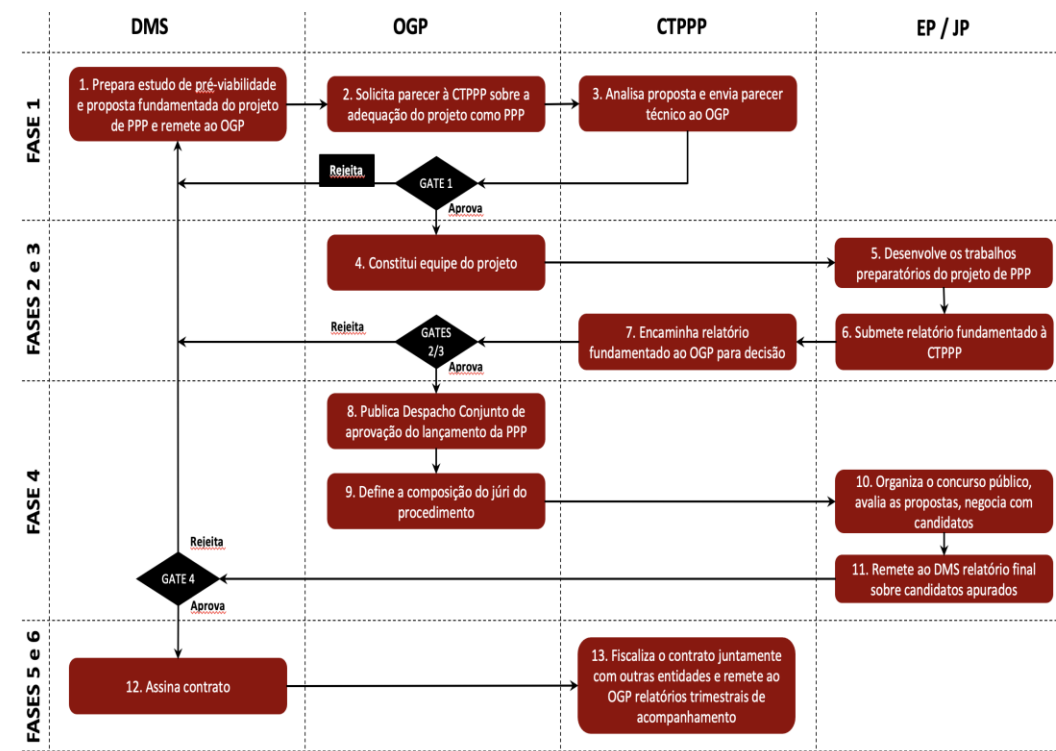 DMS
OGP
CTPPP
EP / JP
FASE 1
1. Prepara estudo de pré-viabilidade
e proposta fundamentada do projeto
de PPP e remete ao OGP
2. Solicita parecer à CTPPP sobre a
adequação do projeto como PPP
3. Analisa proposta e envia parecer
técnico ao OGP
Rejeita
GATE 1
Aprova
FASES 2 e 3
4. Constitui equipe do projeto
5. Desenvolve os trabalhos
preparatórios do projeto de PPP
Rejeita
GATES
2/3
Aprova
7. Encaminha relatório
fundamentado ao OGP para decisão
6. Submete relatório fundamentado à
CTPPP
FASE 4
8. Publica Despacho Conjunto de
aprovação do lançamento da PPP
9. Define a composição do júri do
procedimento
10. Organiza o concurso público,
avalia as propostas, negocia com
candidatos
Rejeita
GATE 4
Aprova
11. Remete ao DMS relatório final
sobre candidatos apurados
FASES 5 e 6
12. Assina contrato
13. Fiscaliza o contrato juntamente
com outras entidades e remete ao
OGP relatórios trimestrais de
acompanhamento